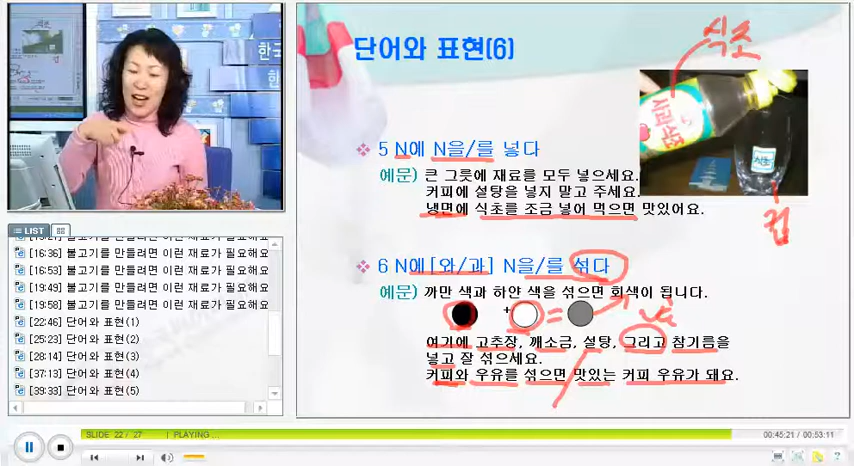 단어와 표현(6)
식초
사과식초
❖ 5 N에 N을/를 넣다
예문) 큰 그릇에 재료를 모두 넣으세요.
커피에 설탕을 넣지 말고 주세요.
냉면에 식초를 조금 넣어 먹으면 맛있어요.
컵
❖ 6 N에[와/과] N을/를 섞다
예문) 까만 색과 하얀 색을 섞으면 회색이 됩니다.
+ =
여기에 고추장, 깨소금, 설탕, 그리고 참기름을
넣고 잘 섞으세요.
커피와 우유를 섞으면 맛있는 커피 우유가 돼요.
LIST
[16:36] 불고기를 만들려면 이런 재료가 필요해요
[16:53] 불고기를 만들려면 이런 재료가 필요해요
[19:49] 불고기를 만들려면 이런 재료가 필요해요
[19:58] 불고기를 만들려면 이런 재료가 필요해요
[22:46] 단어와 표현(1)
[25:23] 단어와 표현(2)
[28:14] 단어와 표현(3)
[37:13] 단어와 표현(4)
[39:33] 단어와 표현(5)
SLIDE 22 / 27 | PLAYING...
00:45:21 / 00:53:11